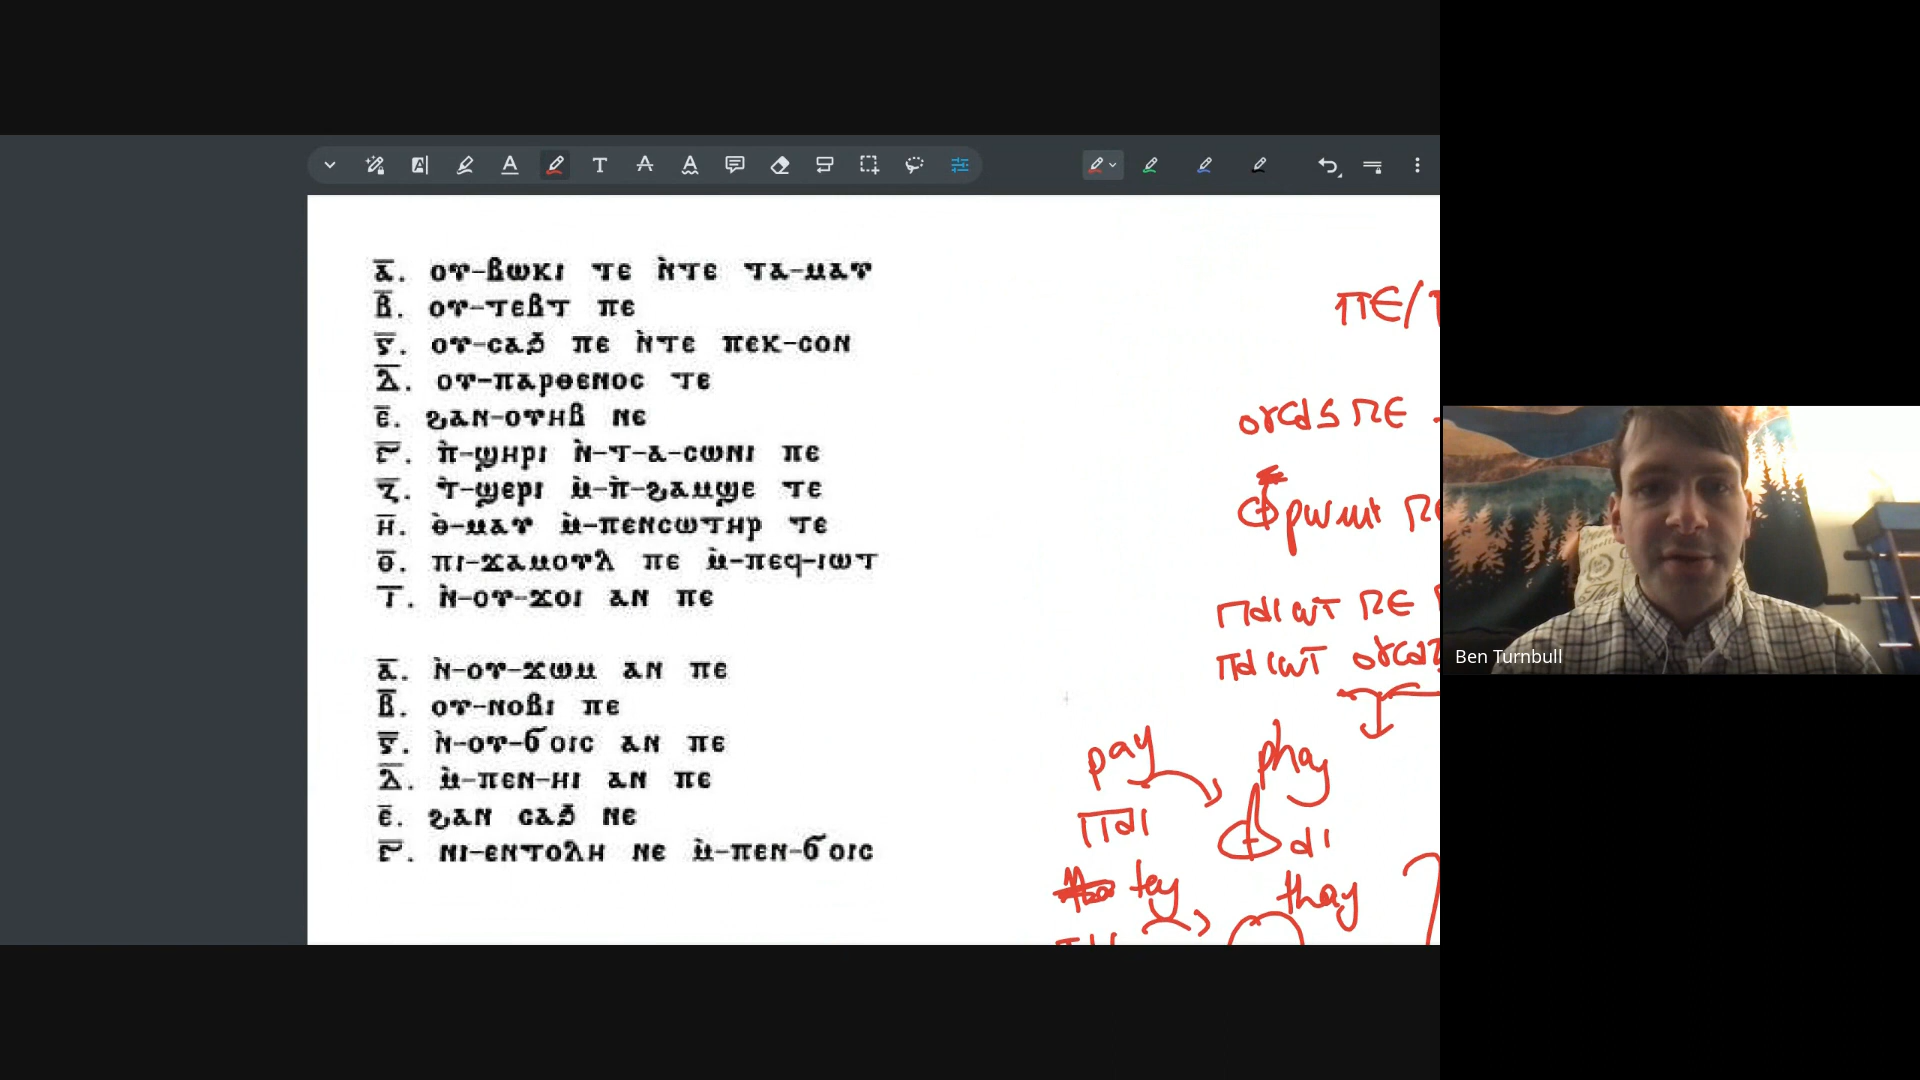 ⲁ̅. ⲟⲩ-ⲃⲱⲕⲓ ⲧⲉ ⲛ̀ⲧⲉ ⲧⲁ-ⲙⲁⲩ
ⲃ̅. ⲟⲩ-ⲧⲉⲃⲧ ⲡⲉ
ⲅ̅. ⲟⲩ-ⲥⲁϧ ⲡⲉ ⲛ̀ⲧⲉ ⲡⲉⲕ-ⲥⲟⲛ
ⲇ̅. ⲟⲩ-ⲡⲁⲣⲑⲉⲛⲟⲥ ⲧⲉ
ⲉ̅. ϩⲁⲛ-ⲟⲩⲏⲃ ⲛⲉ
ⲋ̅. ⲡ̀-ϣⲏⲣⲓ ⲛ̀-ⲧ-ⲁ-ⲥⲱⲛⲓ ⲡⲉ
ⲍ̅. ⲧ̀-ϣⲉⲣⲓ ⲙ̀-ⲡ̀-ϩⲁⲙϣⲉ ⲧⲉ
ⲏ̅. ⲑ̀-ⲙⲁⲩ ⲙ̀-ⲡⲉⲛⲥⲱⲧⲏⲣ ⲧⲉ
ⲑ̅. ⲡⲓ-ϫⲁⲙⲟⲩⲗ ⲡⲉ ⲙ̀-ⲡⲉϥ-ⲓⲱⲧ
ⲓ̅. ⲛ̀-ⲟⲩ-ϫⲟⲓ ⲁⲛ ⲡⲉ
ⲁ̅. ⲛ̀-ⲟⲩ-ϫⲱⲙ ⲁⲛ ⲡⲉ
ⲃ̅. ⲟⲩ-ⲛⲟⲃⲓ ⲡⲉ
ⲅ̅. ⲛ̀-ⲟⲩ-ϭⲟⲓⲥ ⲁⲛ ⲡⲉ
ⲇ̅. ⲙ̀-ⲡⲉⲛ-ⲏⲓ ⲁⲛ ⲡⲉ
ⲉ̅. ϩⲁⲛ ⲥⲁϧ ⲛⲉ
ⲋ̅. ⲛⲓ-ⲉⲛⲧⲟⲗⲏ ⲛⲉ ⲙ̀-ⲡⲉⲛ-ϭⲟⲓⲥ
ⲡⲉ/
ⲟⲩⲥⲁϧ ⲡⲉ
ⲫⲣⲱⲙⲓ ⲡⲉ
ⲡⲁⲓⲱⲧ ⲡⲉ
ⲡⲁⲓⲱⲧ ⲟⲩⲥⲁϧ
pay phay
ⲡⲁⲓ ⲫⲁⲓ
tay thay
Ben Turnbull